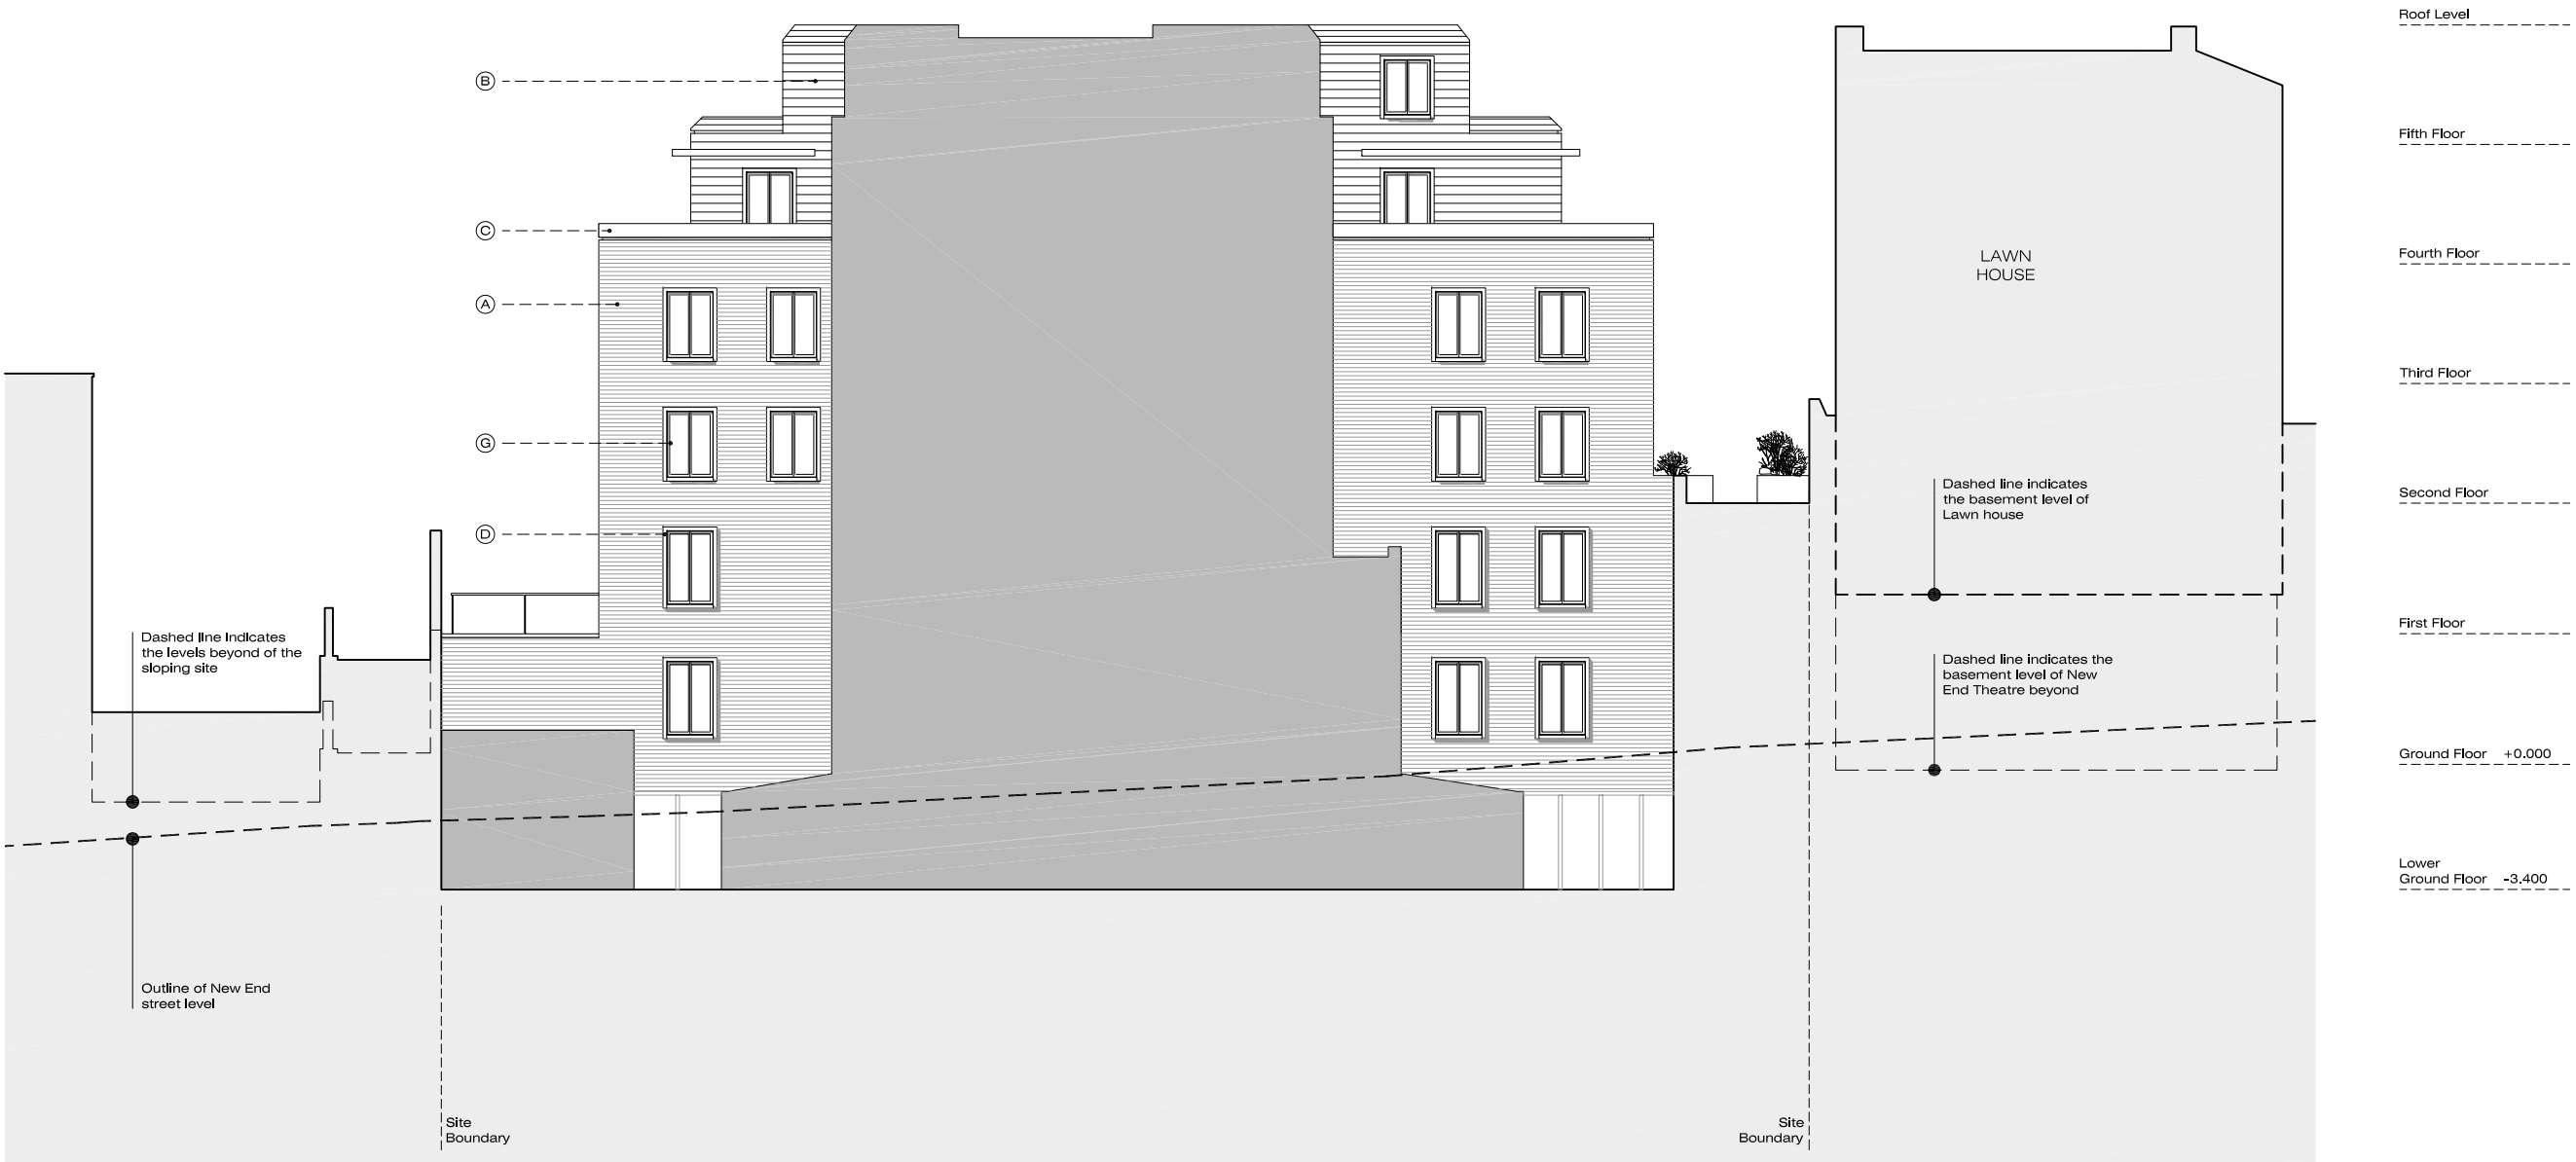 Roof Level
B
Fifth Floor
C
Fourth Floor
LAWN
HOUSE
A
Third Floor
G
Second Floor
Dashed line indicates
the basement level of
Lawn house
D
First Floor
Dashed line indicates
the levels beyond of the
sloping site
Dashed line indicates the
basement level of New
End Theatre beyond
Ground Floor +0.000
Lower
Ground Floor -3.400
Outline of New End
street level
Site
Boundary
Site
Boundary